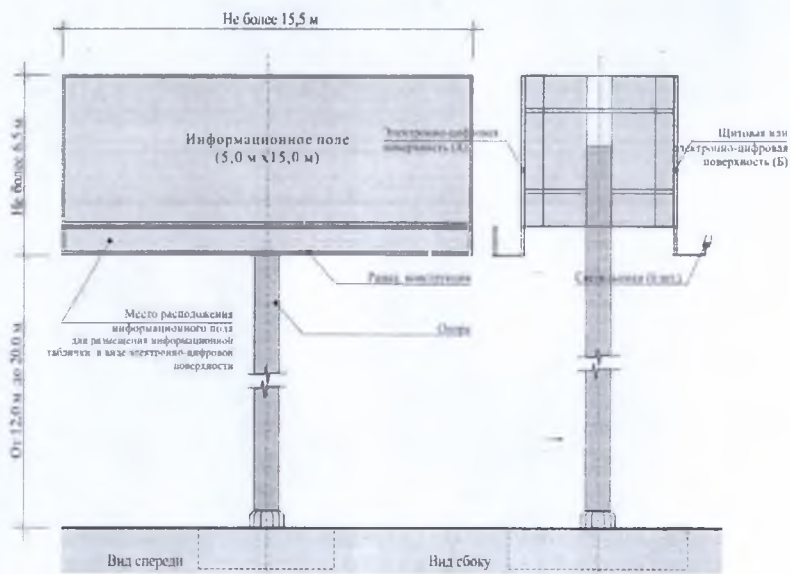 Не более 15,5 м
Не более 6,5 м
Информационное поле
(5,0 м х15,0 м)
Электронно-цифровая
поверхность (А)
Щитовая или
электронно-цифровая
поверхность (Б)
Рамка конструкции
Опора
Место расположения
информационного поля
для размещения информационной
таблички в виде электронно-цифровой
поверхности
От 12,0 м до 20,0 м
Вид спереди
Вид сбоку